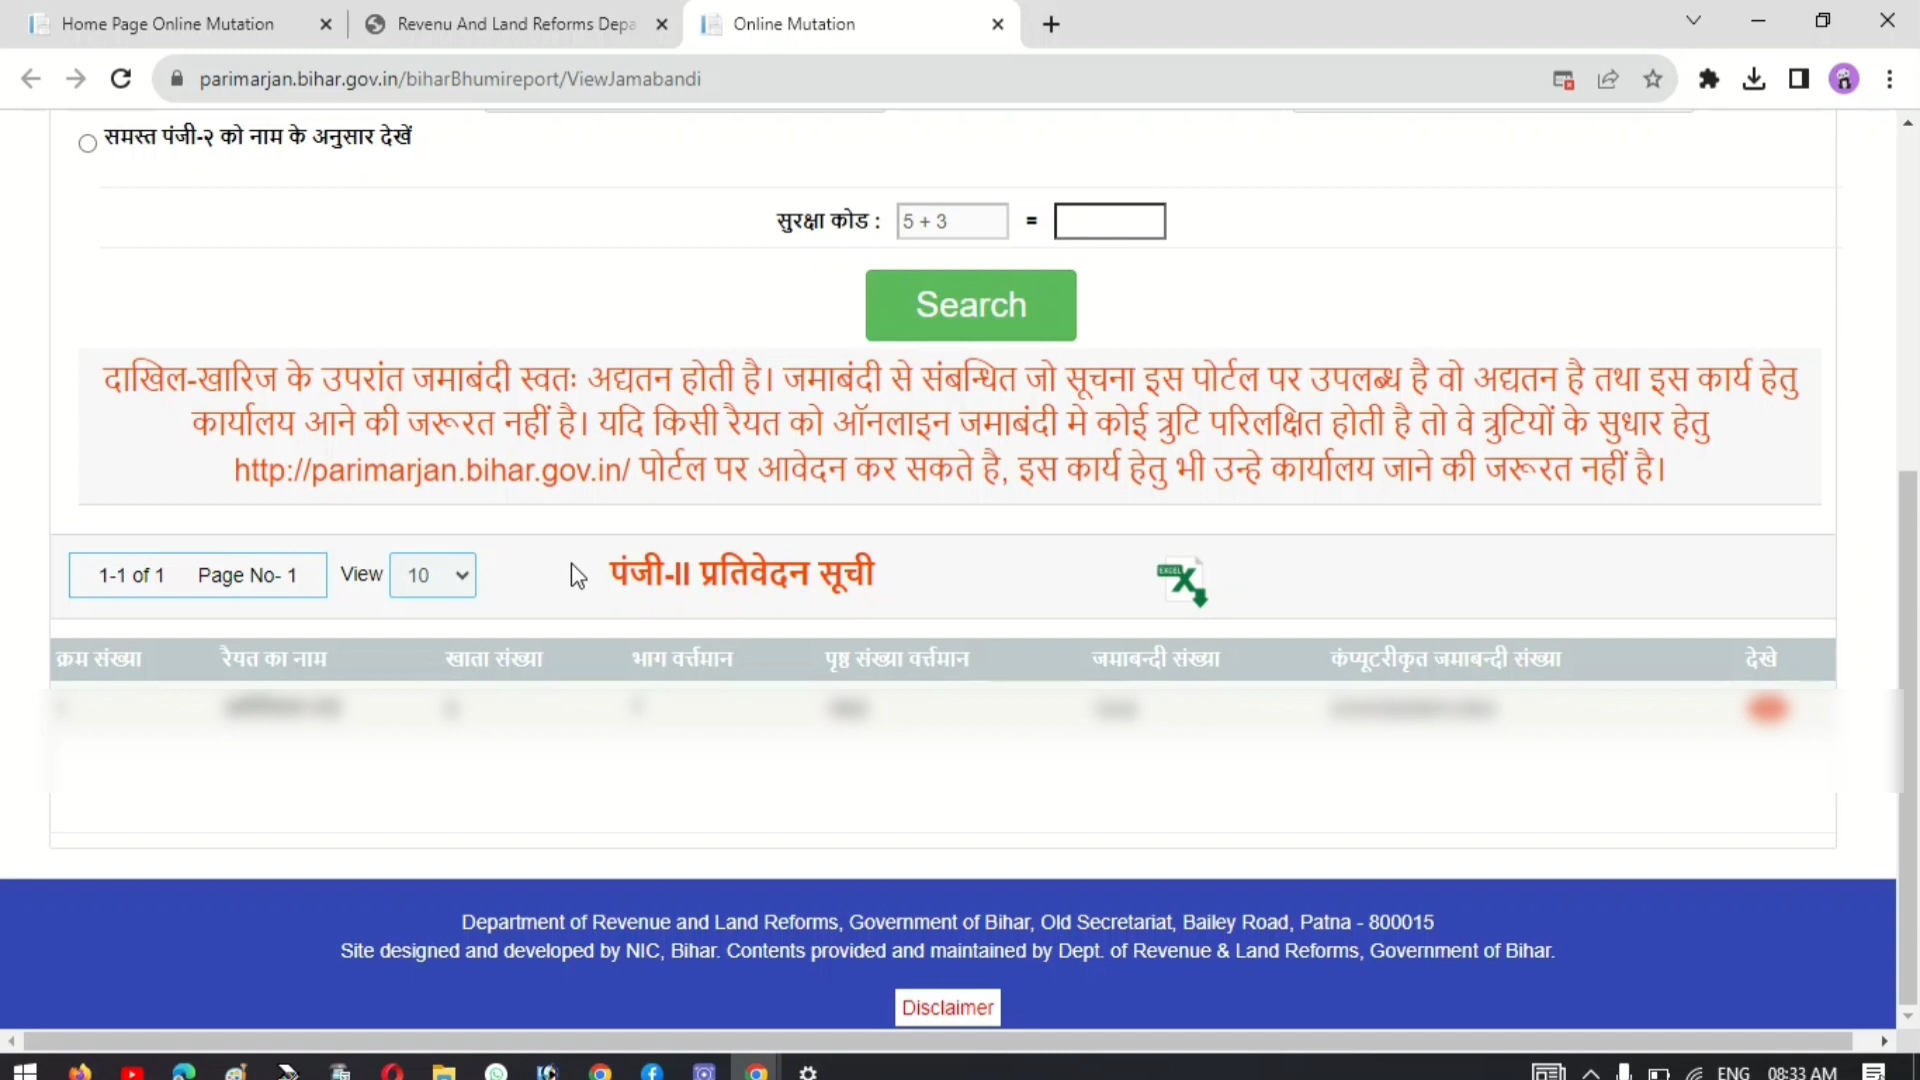 Home Page Online Mutation
Revenu And Land Reforms Depa
Online Mutation
parimarjan.bihar.gov.in/biharBhumireport/ViewJamabandi
समस्त पंजी-२ को नाम के अनुसार देखें
सुरक्षा कोड : 5 + 3 =
Search
दाखिल-खारिज के उपरांत जमाबंदी स्वतः अद्यतन होती है। जमाबंदी से संबन्धित जो सूचना इस पोर्टल पर उपलब्ध है वो अद्यतन है तथा इस कार्य हेतु
कार्यालय आने की जरूरत नहीं है। यदि किसी रैयत को ऑनलाइन जमाबंदी मे कोई त्रुटि परिलक्षित होती है तो वे त्रुटियों के सुधार हेतु
http://parimarjan.bihar.gov.in/ पोर्टल पर आवेदन कर सकते है, इस कार्य हेतु भी उन्हे कार्यालय जाने की जरूरत नहीं है।
1-1 of 1 Page No- 1 View 10 पंजी-II प्रतिवेदन सूची
EXCEL X
क्रम संख्या रैयत का नाम खाता संख्या भाग वर्त्तमान पृष्ठ संख्या वर्त्तमान जमाबन्दी संख्या कंप्यूटरीकृत जमाबन्दी संख्या देखे
Department of Revenue and Land Reforms, Government of Bihar, Old Secretariat, Bailey Road, Patna - 800015
Site designed and developed by NIC, Bihar. Contents provided and maintained by Dept. of Revenue & Land Reforms, Government of Bihar.
Disclaimer
ENG 08:33 AM